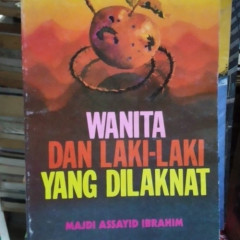 WANITA
DAN LAKI-LAKI
YANG DILAKNAT
MAJDI ASSAYID IBRAHIM